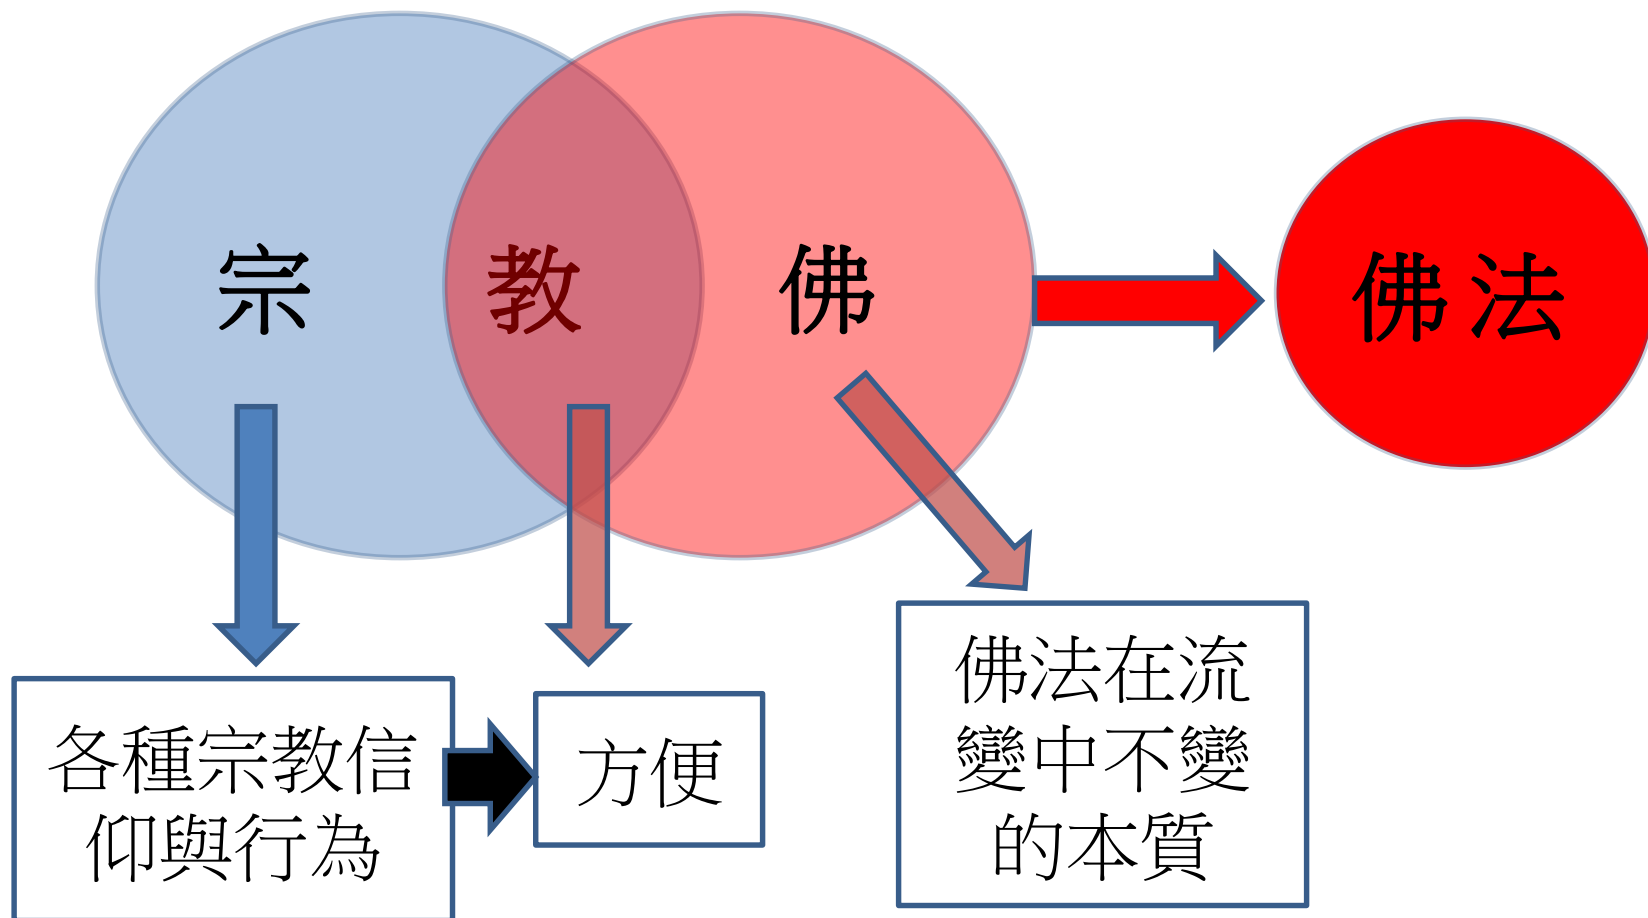 宗 教 佛 佛法
各種宗教信
仰與行為
方便
佛法在流
變中不變
的本質